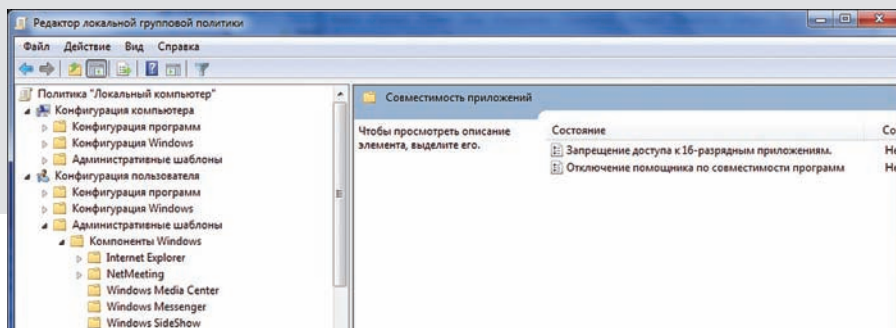 Редактор локальной групповой политики
Файл Действие Вид Справка
Политика "Локальный компьютер"
Конфигурация компьютера
Конфигурация программ
Конфигурация Windows
Административные шаблоны
Конфигурация пользователя
Конфигурация программ
Конфигурация Windows
Административные шаблоны
Компоненты Windows
Internet Explorer
NetMeeting
Windows Media Center
Windows Messenger
Windows SideShow
Совместимость приложений
Чтобы просмотреть описание
элемента, выделите его.
Состояние Со
Запрещение доступа к 16-разрядным приложениям. Не
Отключение помощника по совместимости программ Не